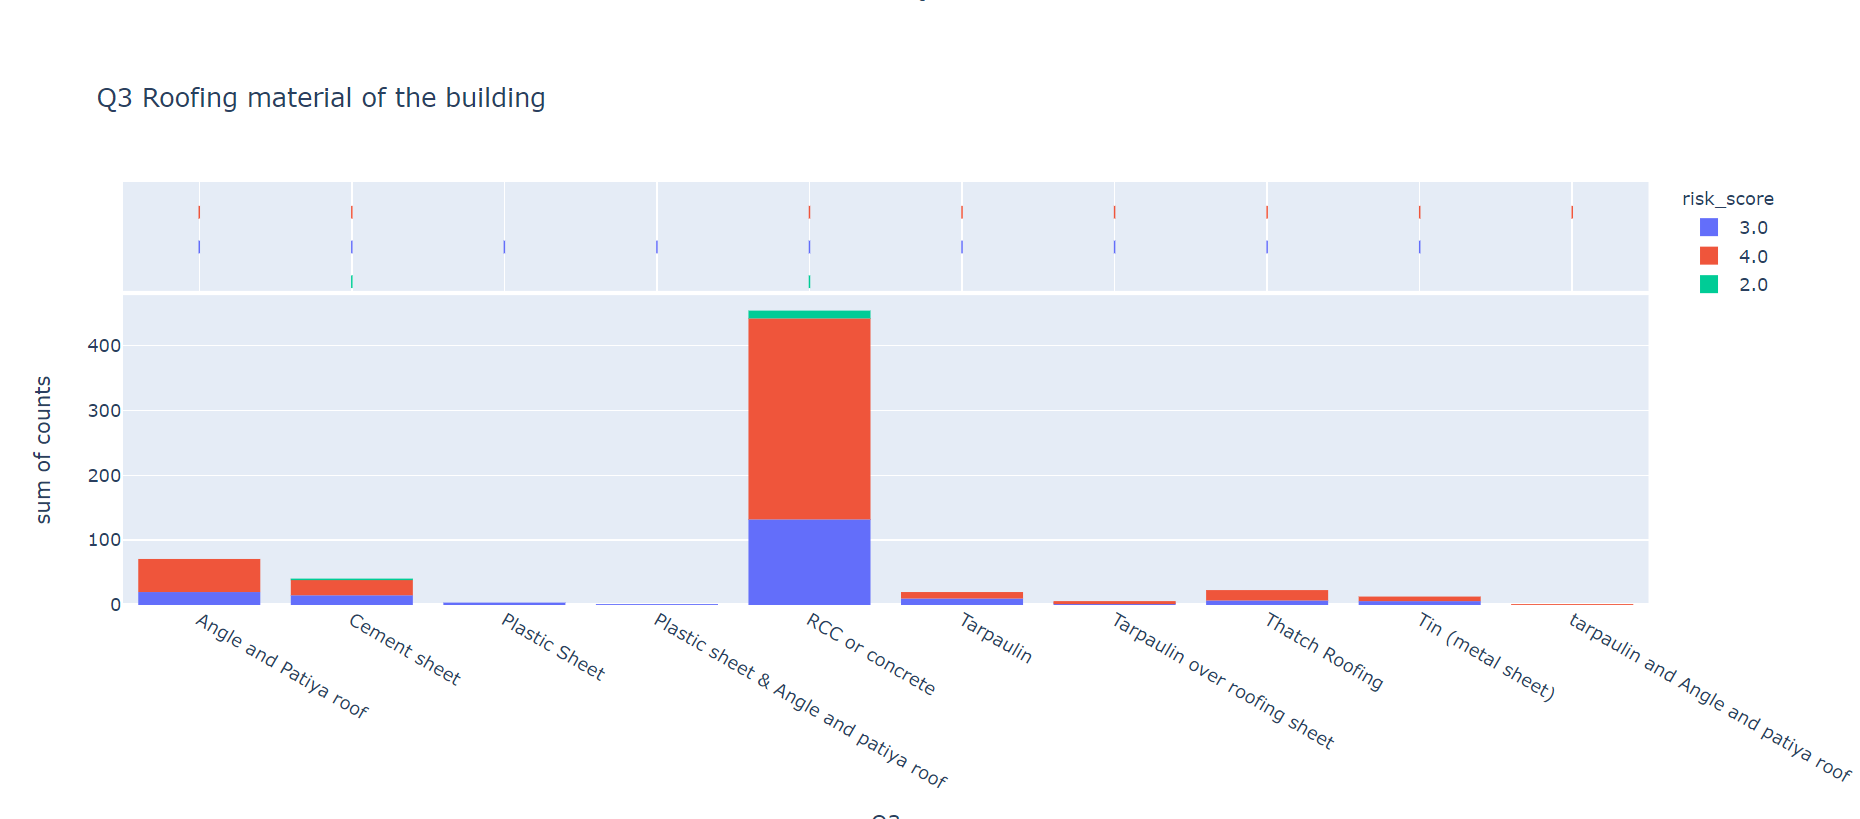 Q3 Roofing material of the building
risk_score
3.0
4.0
2.0
sum of counts
400
300
200
100
0
Angle and Patiya roof
Cement sheet
Plastic Sheet
Plastic sheet & Angle and patiya roof
RCC or concrete
Tarpaulin
Tarpaulin over roofing sheet
Thatch Roofing
Tin (metal sheet)
tarpaulin and Angle and patiya roof
Q3